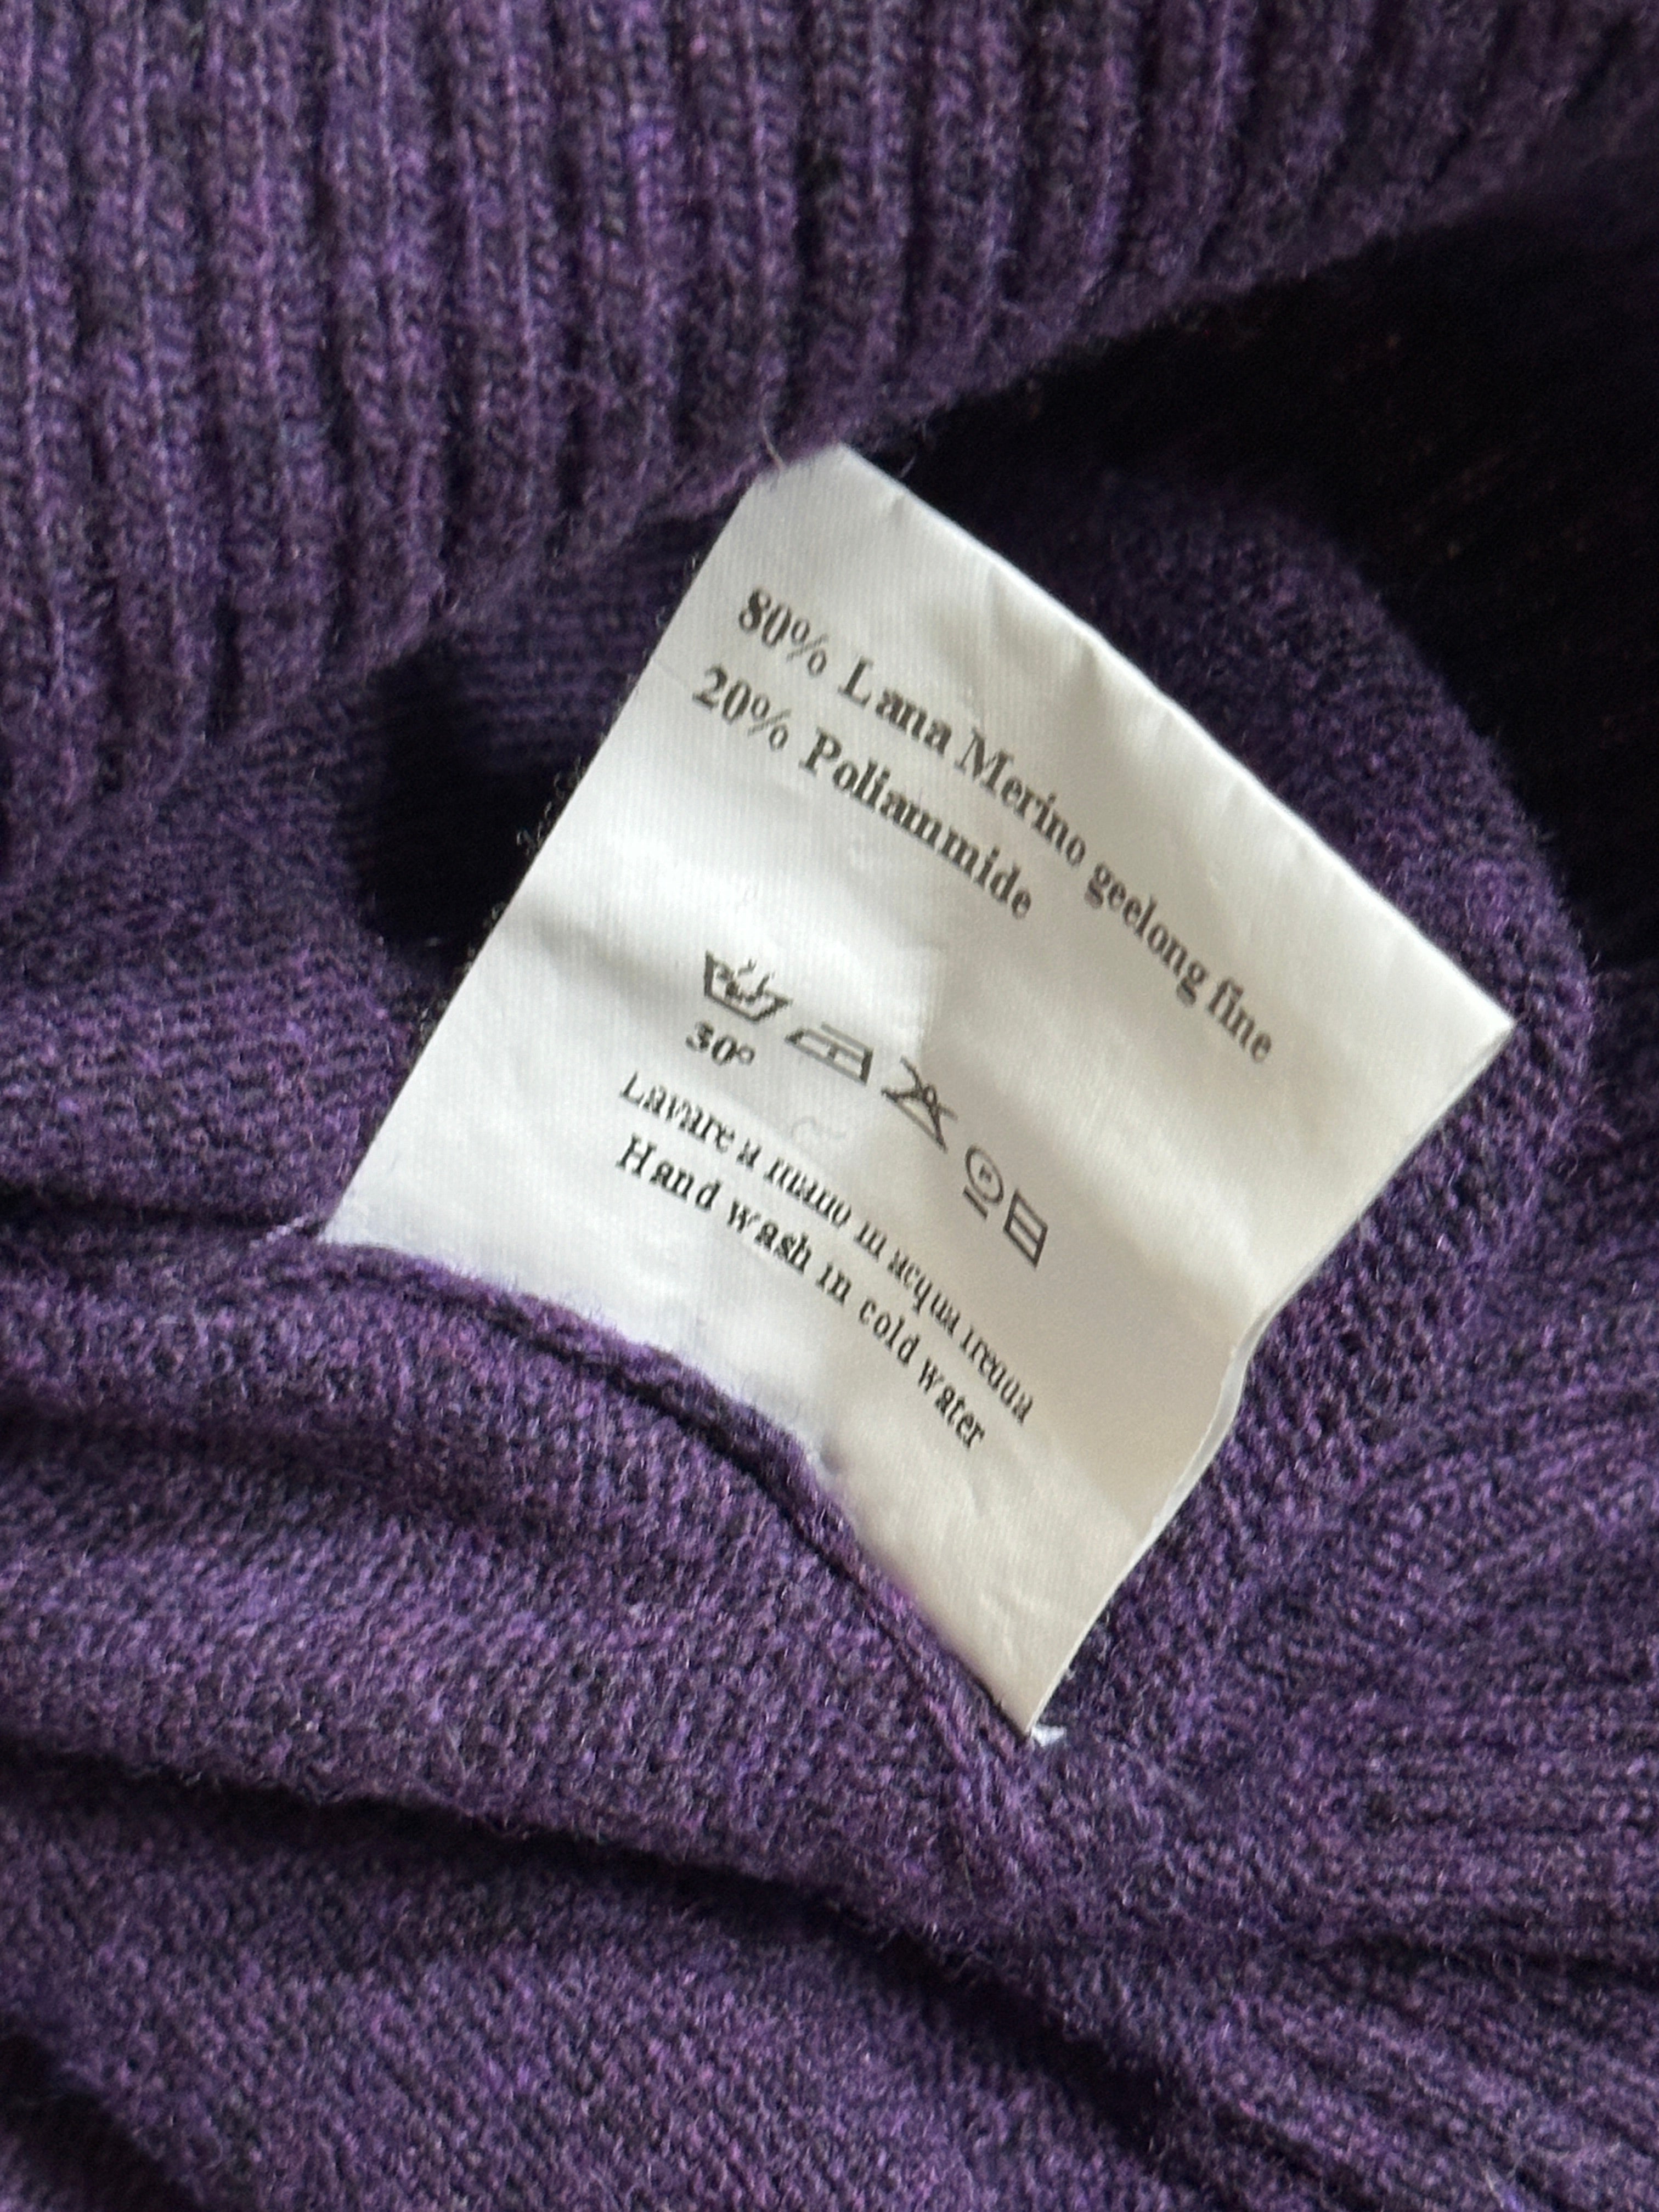 80% Lana Merino geelong fine
20% Poliammide
30°
P
Lavare a mano in acqua fredda
Hand wash in cold water